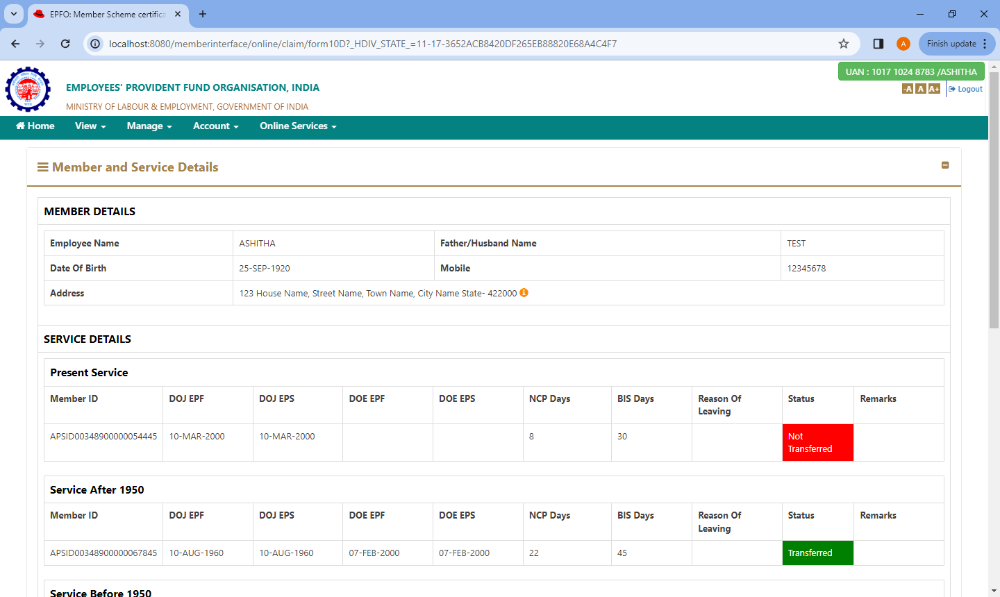 EPFO: Member Scheme certifica
localhost:8080/memberinterface/online/claim/form10D?_HDIV_STATE_=11-17-3652ACB8420DF265EB88820E68A4C4F7
A
Finish update
EMPLOYEES' PROVIDENT FUND ORGANISATION, INDIA
MINISTRY OF LABOUR & EMPLOYMENT, GOVERNMENT OF INDIA
UAN : 1017 1024 8783 /ASHITHA
-A A A+ Logout
Home View Manage Account Online Services
Member and Service Details
MEMBER DETAILS
Employee Name ASHITHA Father/Husband Name TEST
Date Of Birth 25-SEP-1920 Mobile 12345678
Address 123 House Name, Street Name, Town Name, City Name State- 422000
SERVICE DETAILS
Present Service
Member ID DOJ EPF DOJ EPS DOE EPF DOE EPS NCP Days BIS Days Reason Of Leaving Status Remarks
APSID00348900000054445 10-MAR-2000 10-MAR-2000 8 30 Not Transferred
Service After 1950
Member ID DOJ EPF DOJ EPS DOE EPF DOE EPS NCP Days BIS Days Reason Of Leaving Status Remarks
APSID00348900000067845 10-AUG-1960 10-AUG-1960 07-FEB-2000 07-FEB-2000 22 45 Transferred
Service Before 1950